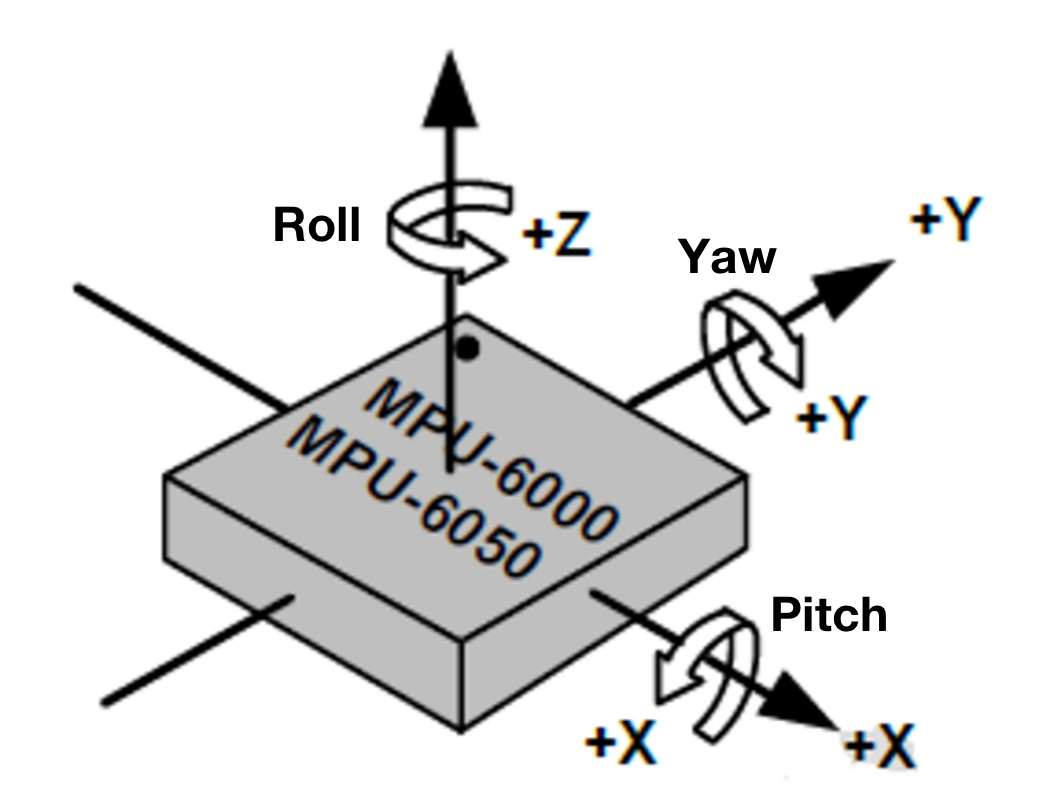 Roll
+Z
Yaw
+Y
+Y
MPU-6000
MPU-6050
Pitch
+X
+X